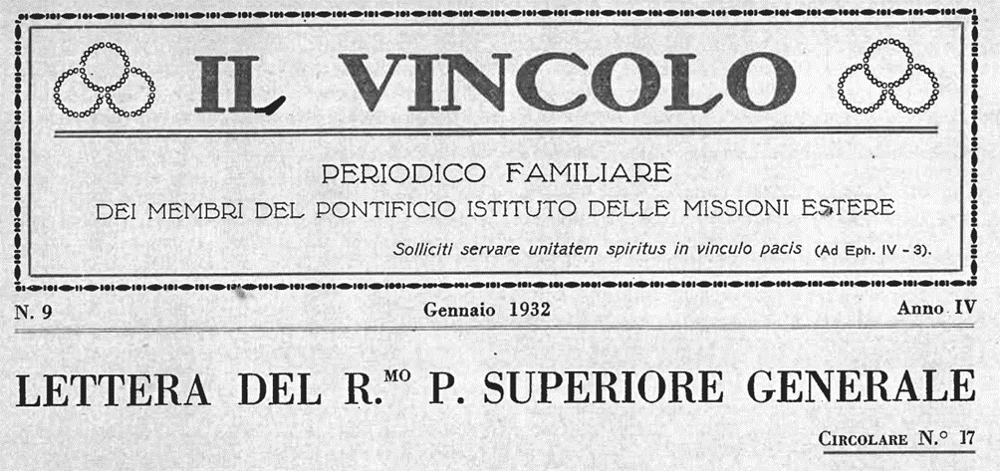 IL VINCOLO
PERIODICO FAMILIARE
DEI MEMBRI DEL PONTIFICIO ISTITUTO DELLE MISSIONI ESTERE
Solliciti servare unitatem spiritus in vinculo pacis (Ad Eph. IV - 3).
N. 9 Gennaio 1932 Anno IV
LETTERA DEL R.MO P. SUPERIORE GENERALE
CIRCOLARE N.° 17